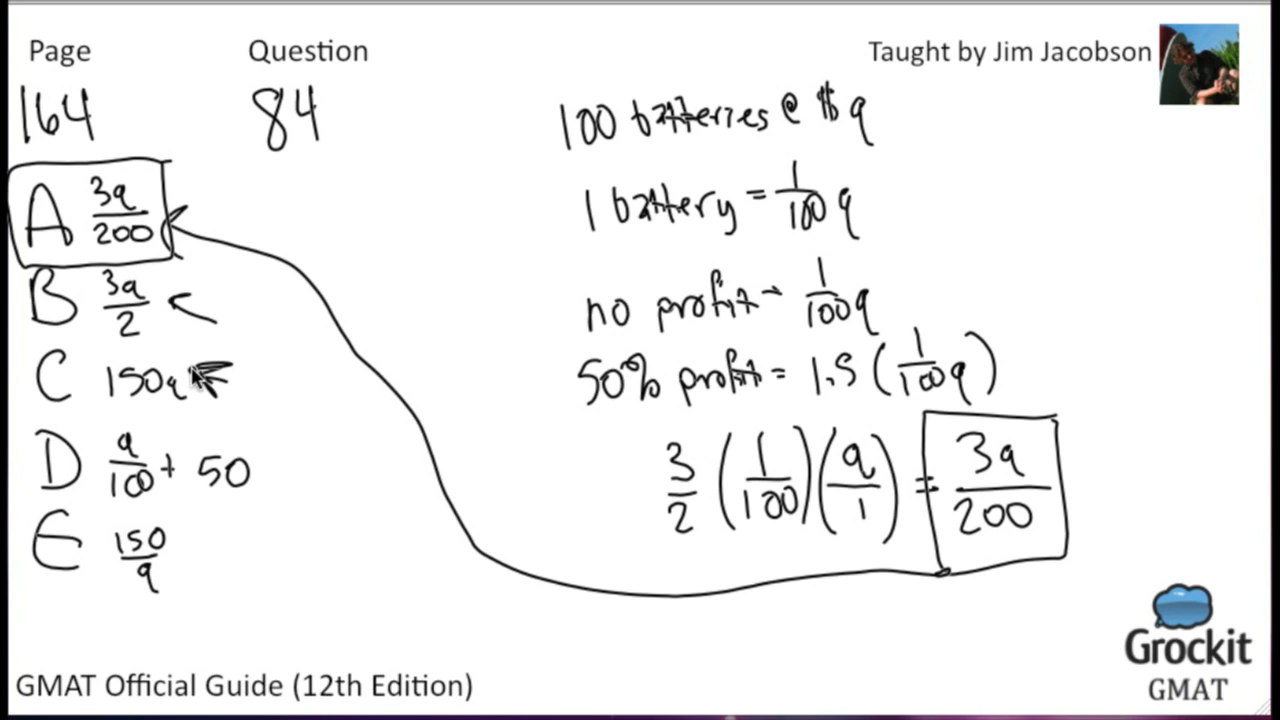 Page Question Taught by Jim Jacobson
164 84
A 3q/200
B 3q/2
C 150q
D q/100 + 50
E 150/q
100 batteries @ $q
1 battery = 1/100 q
no profit = 1/100 q
50% profit = 1.5 (1/100 q)
3/2 (1/100) (q/1) = 3q/200
GMAT Official Guide (12th Edition)
Grockit
GMAT